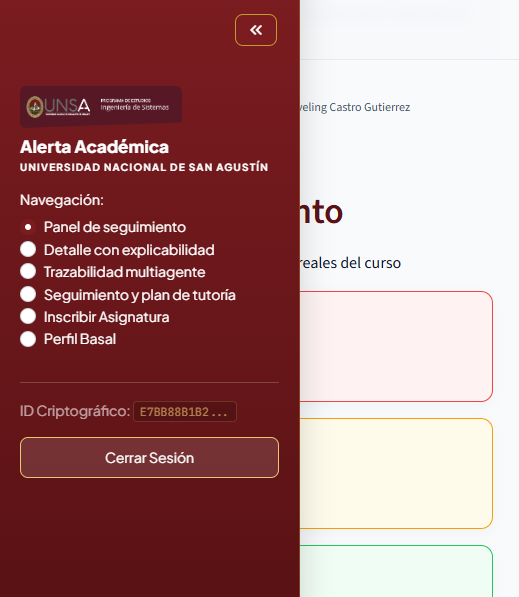 UNSA
PROGRAMA DE ESTUDIOS
Ingeniería de Sistemas
Alerta Académica
UNIVERSIDAD NACIONAL DE SAN AGUSTÍN
Navegación:
Panel de seguimiento
Detalle con explicabilidad
Trazabilidad multiagente
Seguimiento y plan de tutoría
Inscribir Asignatura
Perfil Basal
ID Criptográfico: E7BB88B1B2...
Cerrar Sesión
veling Castro Gutierrez
nto
reales del curso